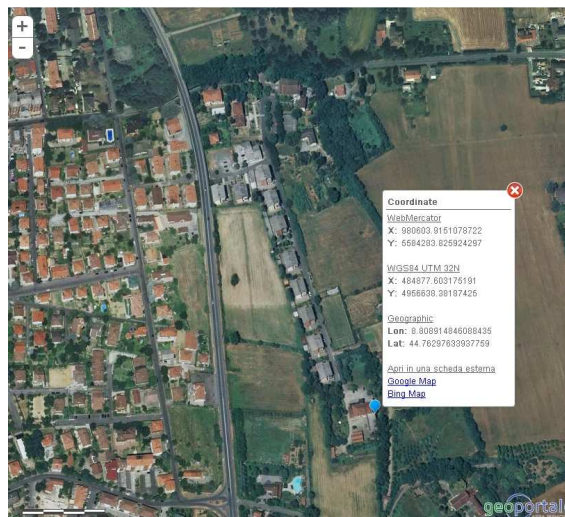 +
-
Coordinate
WebMercator
X: 980603.9151078722
Y: 5584283.825924297
WGS84 UTM 32N
X: 484877.603175191
Y: 4956638.38187425
Geographic
Lon: 8.808914846088435
Lat: 44.76297633937759
Apri in una scheda esterna
Google Map
Bing Map
geoportale